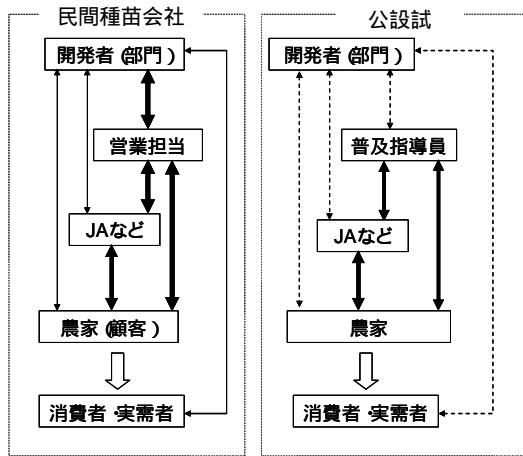 民間種苗会社
開発者(部門)
営業担当
JAなど
農家(顧客)
消費者・実需者
公設試
開発者(部門)
普及指導員
JAなど
農家
消費者・実需者